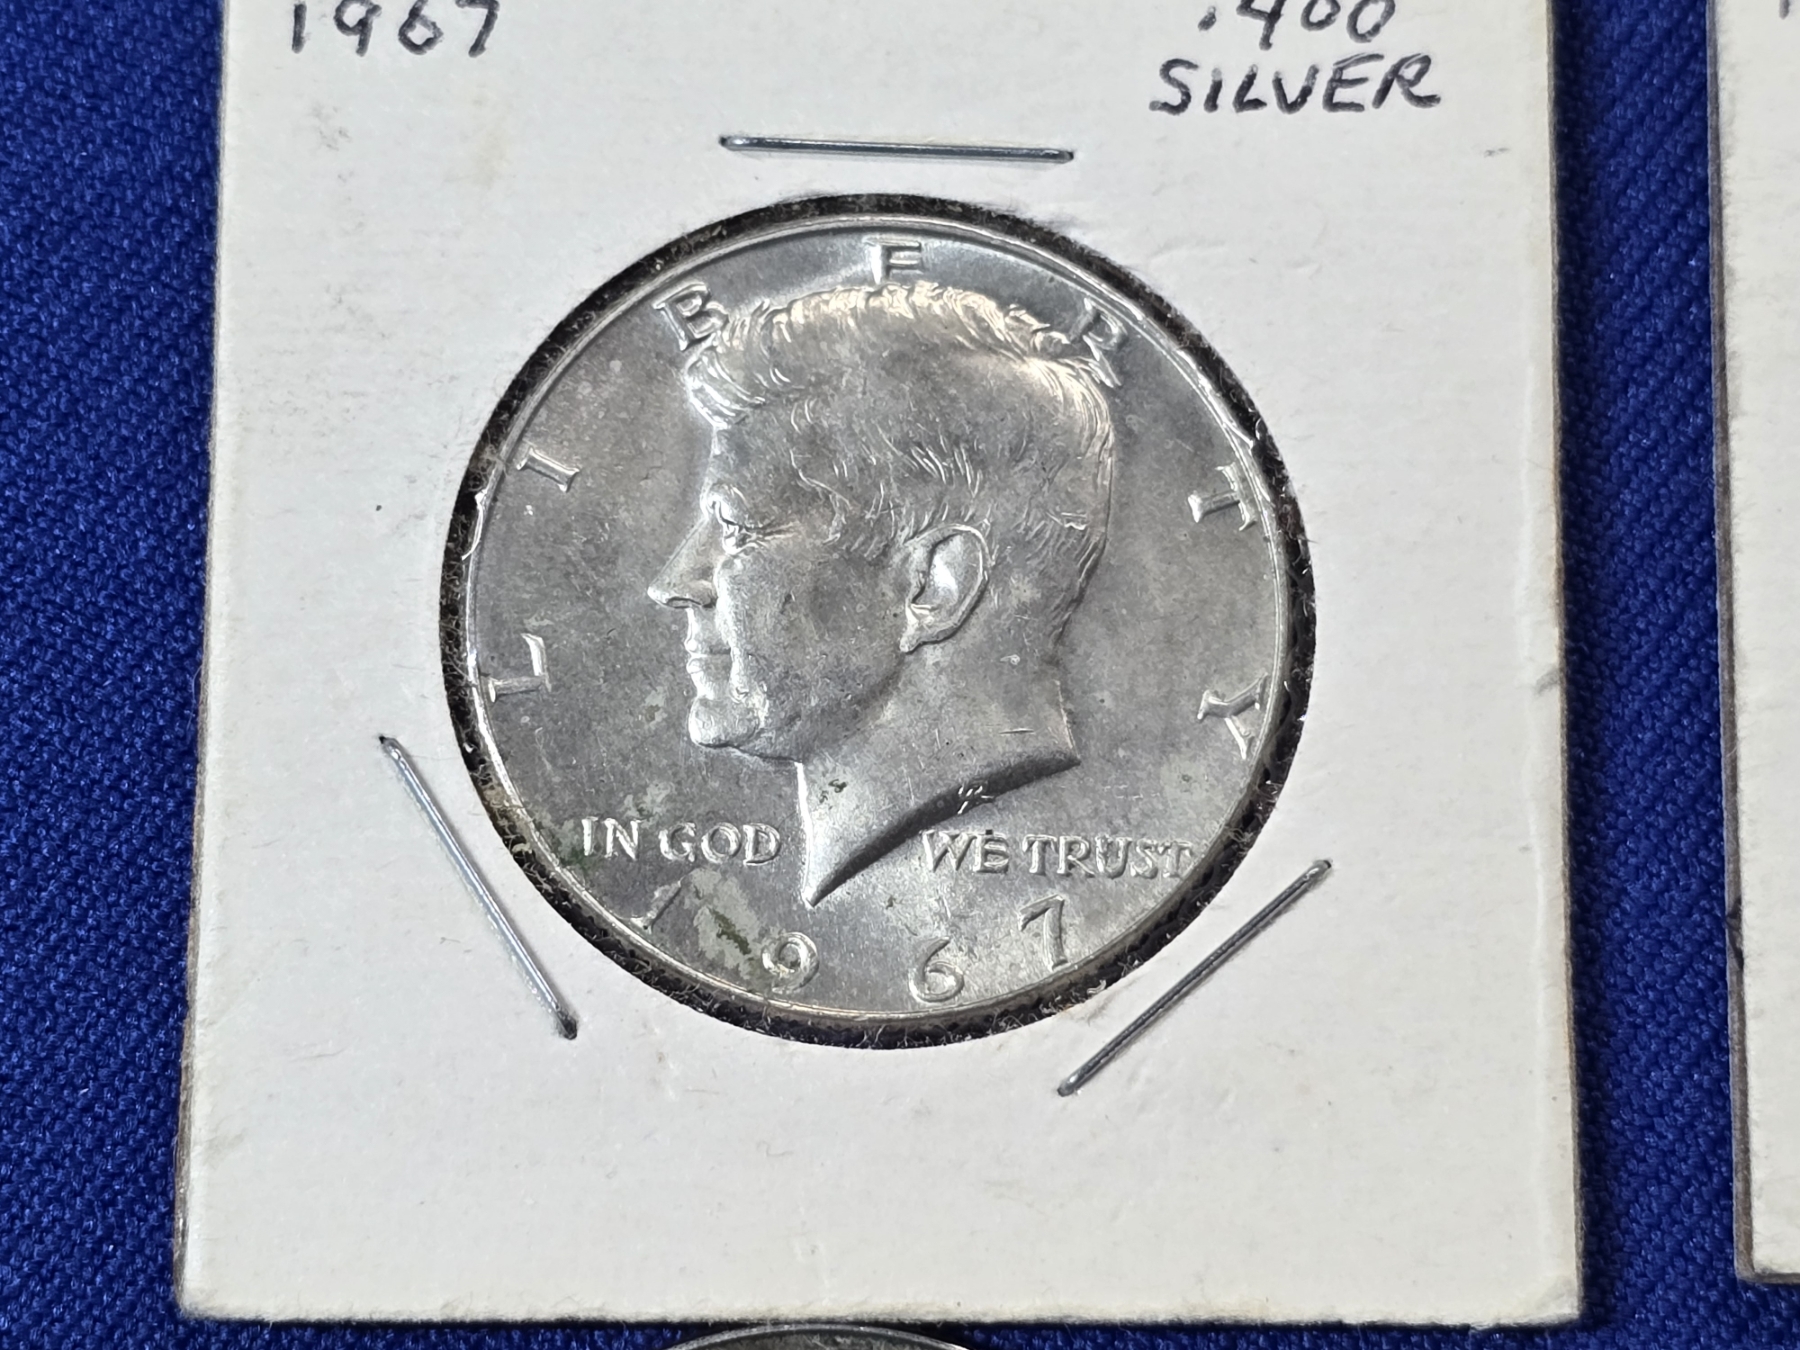 1967
.400
SILVER
LIBERTY
IN GOD WE TRUST
1967